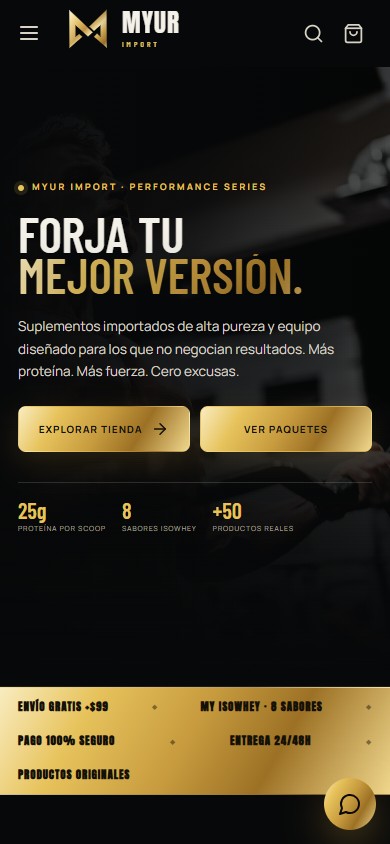 MYUR
IMPORT
MYUR IMPORT · PERFORMANCE SERIES
FORJA TU
MEJOR VERSIÓN.
Suplementos importados de alta pureza y equipo
diseñado para los que no negocian resultados. Más
proteína. Más fuerza. Cero excusas.
EXPLORAR TIENDA →
VER PAQUETES
25g
PROTEÍNA POR SCOOP
8
SABORES ISOWHEY
+50
PRODUCTOS REALES
ENVÍO GRATIS +$99
MY ISOWHEY · 8 SABORES
PAGO 100% SEGURO
ENTREGA 24/48H
PRODUCTOS ORIGINALES